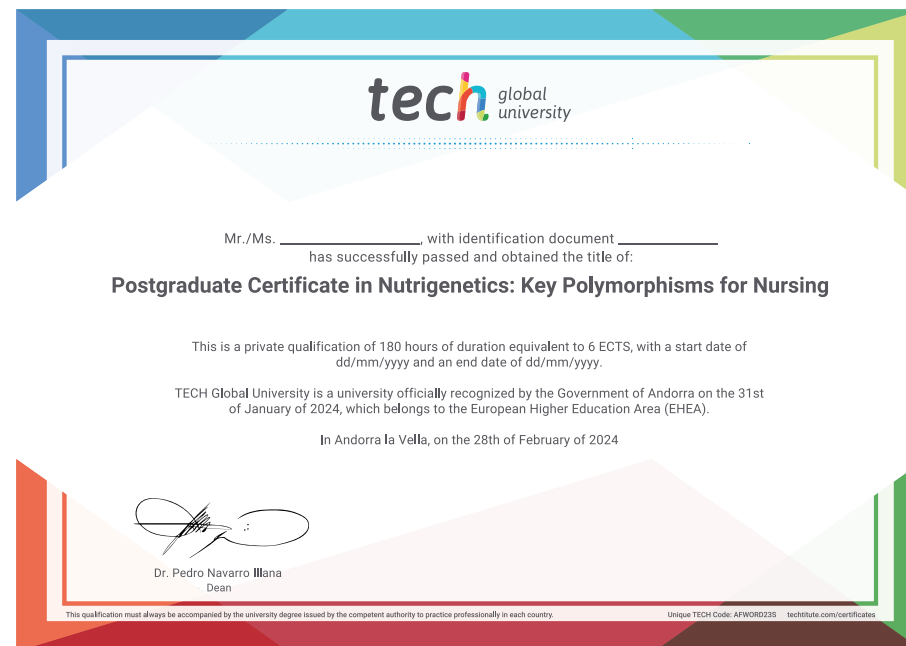 tech global
university
Mr./Ms. ____________, with identification document ____________
has successfully passed and obtained the title of:
Postgraduate Certificate in Nutrigenetics: Key Polymorphisms for Nursing
This is a private qualification of 180 hours of duration equivalent to 6 ECTS, with a start date of
dd/mm/yyyy and an end date of dd/mm/yyyy.
TECH Global University is a university officially recognized by the Government of Andorra on the 31st
of January of 2024, which belongs to the European Higher Education Area (EHEA).
In Andorra la Vella, on the 28th of February of 2024
Dr. Pedro Navarro Illana
Dean
This qualification must always be accompanied by the university degree issued by the competent authority to practice professionally in each country.
Unique TECH Code: AFWORD23S techtitute.com/certificates